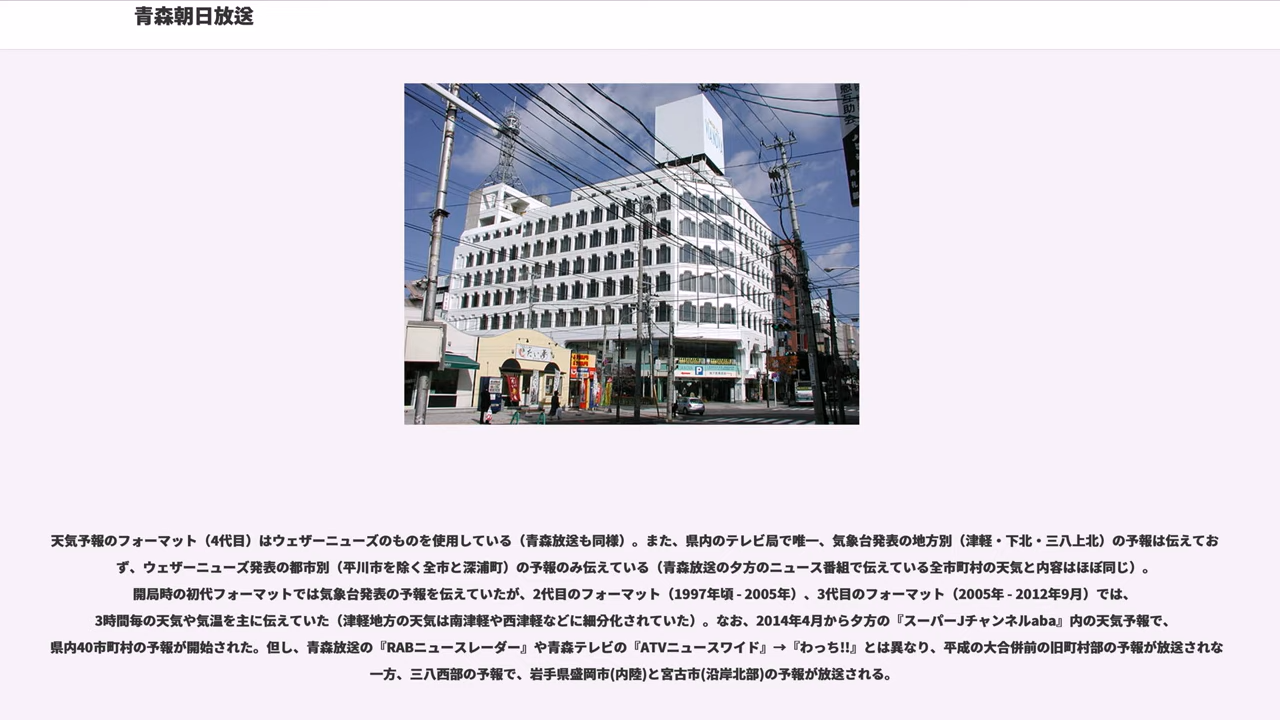 青森朝日放送
天気予報のフォーマット（4代目）はウェザーニューズのものを使用している（青森放送も同様）。また、県内のテレビ局で唯一、気象台発表の地方別（津軽・下北・三八上北）の予報は伝えてお
ず、ウェザーニューズ発表の都市別（平川市を除く全市と深浦町）の予報のみ伝えている（青森放送の夕方のニュース番組で伝えている全市町村の天気と内容はほぼ同じ）。
開局時の初代フォーマットでは気象台発表の予報を伝えていたが、2代目のフォーマット（1997年頃 - 2005年）、3代目のフォーマット（2005年 - 2012年9月）では、
3時間毎の天気や気温を主に伝えていた（津軽地方の天気は南津軽や西津軽などに細分化されていた）。なお、2014年4月から夕方の『スーパーJチャンネルaba』内の天気予報で、
県内40市町村の予報が開始された。但し、青森放送の『RABニュースレーダー』や青森テレビの『ATVニュースワイド』→『わっち!!』とは異なり、平成の大合併前の旧町村部の予報が放送されな
一方、三八西部の予報で、岩手県盛岡市(内陸)と宮古市(沿岸北部)の予報が放送される。